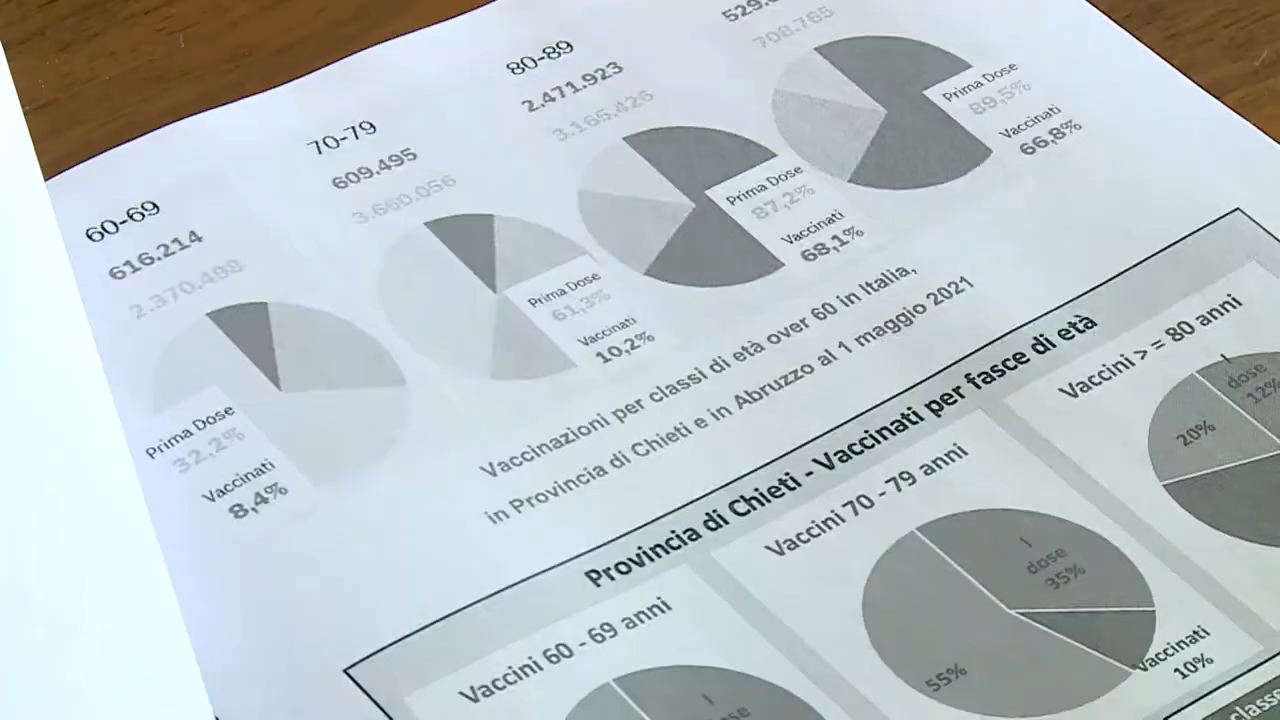 60-69
616.214
2.370.498
Prima Dose
32,2%
Vaccinati
8,4%
70-79
609.495
3.660.056
Prima Dose
61,3%
Vaccinati
10,2%
80-89
2.471.923
3.165.426
Prima Dose
87,2%
Vaccinati
68,1%
708.765
Prima Dose
89,5%
Vaccinati
66,8%
Vaccinazioni per classi di età over 60 in Italia,
in Provincia di Chieti e in Abruzzo al 1 maggio 2021
Provincia di Chieti - Vaccinati per fasce di età
Vaccini 60 - 69 anni
I
Vaccini 70 - 79 anni
I
dose
35%
55%
Vaccinati
10%
Vaccini > = 80 anni
I
dose
12%
20%